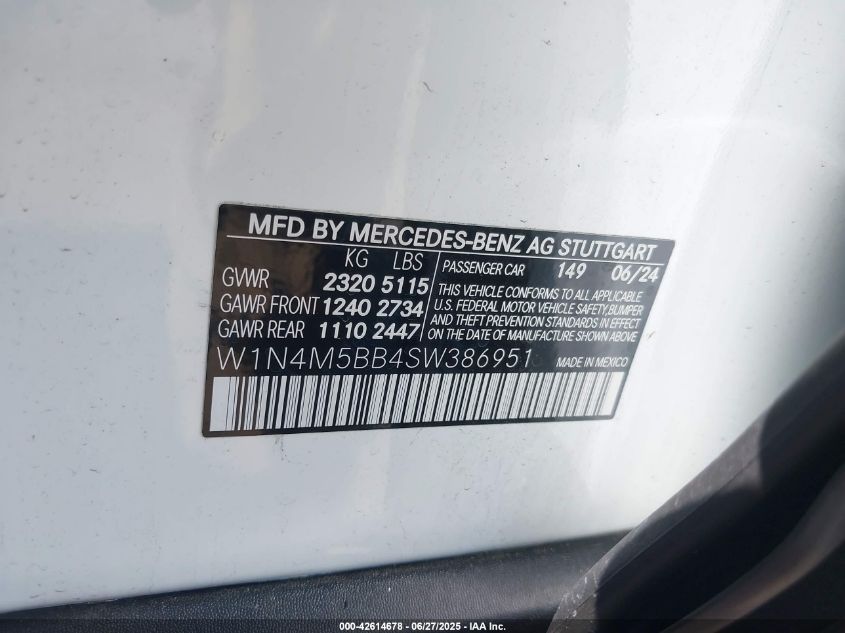 MFD BY MERCEDES-BENZ AG STUTTGART
KG LBS
GVWR 2320 5115
GAWR FRONT 1240 2734
GAWR REAR 1110 2447
PASSENGER CAR 149 06/24
THIS VEHICLE CONFORMS TO ALL APPLICABLE
U.S. FEDERAL MOTOR VEHICLE SAFETY, BUMPER
AND THEFT PREVENTION STANDARDS IN EFFECT
ON THE DATE OF MANUFACTURE SHOWN ABOVE
W1N4M5BB4SW386951
MADE IN MEXICO
000-42614678 - 06/27/2025 - IAA Inc.